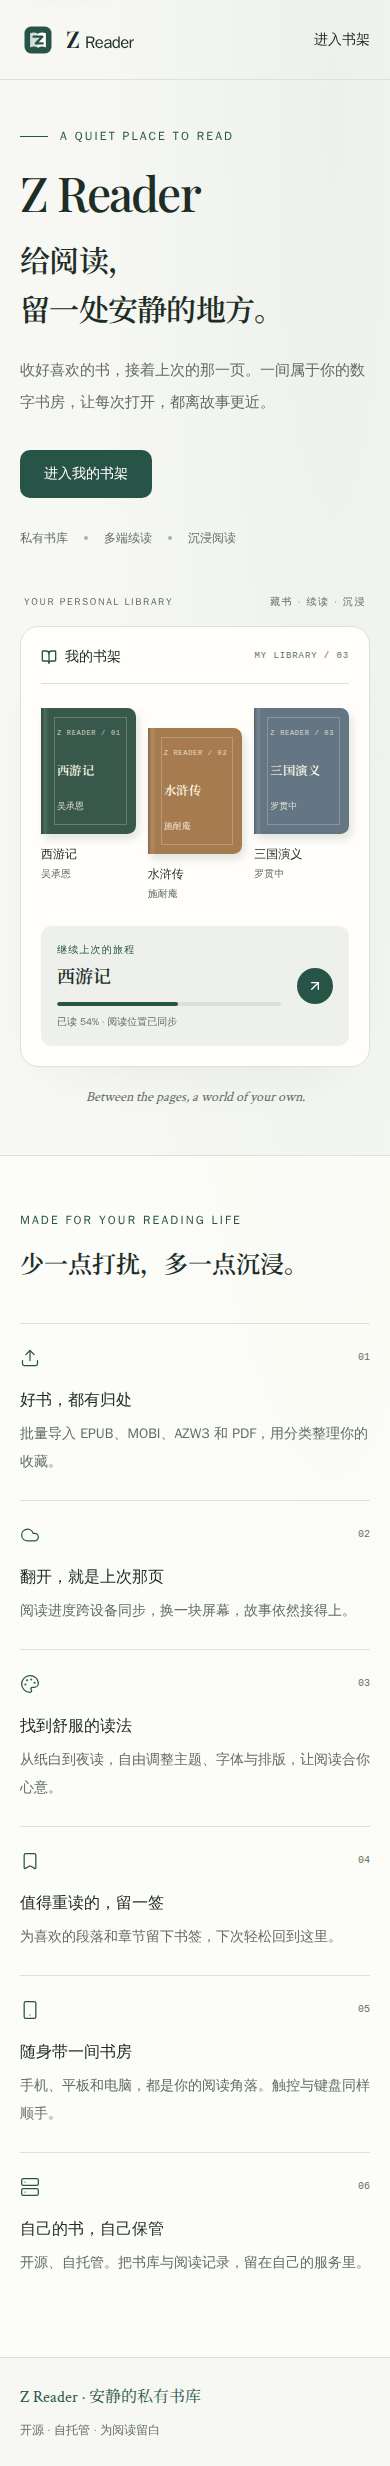 Z Reader
进入书架
A QUIET PLACE TO READ
Z Reader
给阅读,
留一处安静的地方。
收好喜欢的书，接着上次的那一页。一间属于你的数
字书房，让每次打开，都离故事更近。
进入我的书架
私有书库 • 多端续读 • 沉浸阅读
YOUR PERSONAL LIBRARY
藏书 · 续读 · 沉浸
我的书架
MY LIBRARY / 03
Z READER / 01
西游记
吴承恩
西游记
吴承恩
Z READER / 02
水浒传
施耐庵
水浒传
施耐庵
Z READER / 03
三国演义
罗贯中
三国演义
罗贯中
继续上次的旅程
西游记
已读 54% · 阅读位置已同步
Between the pages, a world of your own.
MADE FOR YOUR READING LIFE
少一点打扰，多一点沉浸。
01
好书，都有归处
批量导入 EPUB、MOBI、AZW3 和 PDF，用分类整理你的
收藏。
02
翻开，就是上次那页
阅读进度跨设备同步，换一块屏幕，故事依然接得上。
03
找到舒服的读法
从纸白到夜读，自由调整主题、字体与排版，让阅读合你
心意。
04
值得重读的，留一签
为喜欢的段落和章节留下书签，下次轻松回到这里。
05
随身带一间书房
手机、平板和电脑，都是你的阅读角落。触控与键盘同样
顺手。
06
自己的书，自己保管
开源、自托管。把书库与阅读记录，留在自己的服务里。
Z Reader · 安静的私有书库
开源 · 自托管 · 为阅读留白